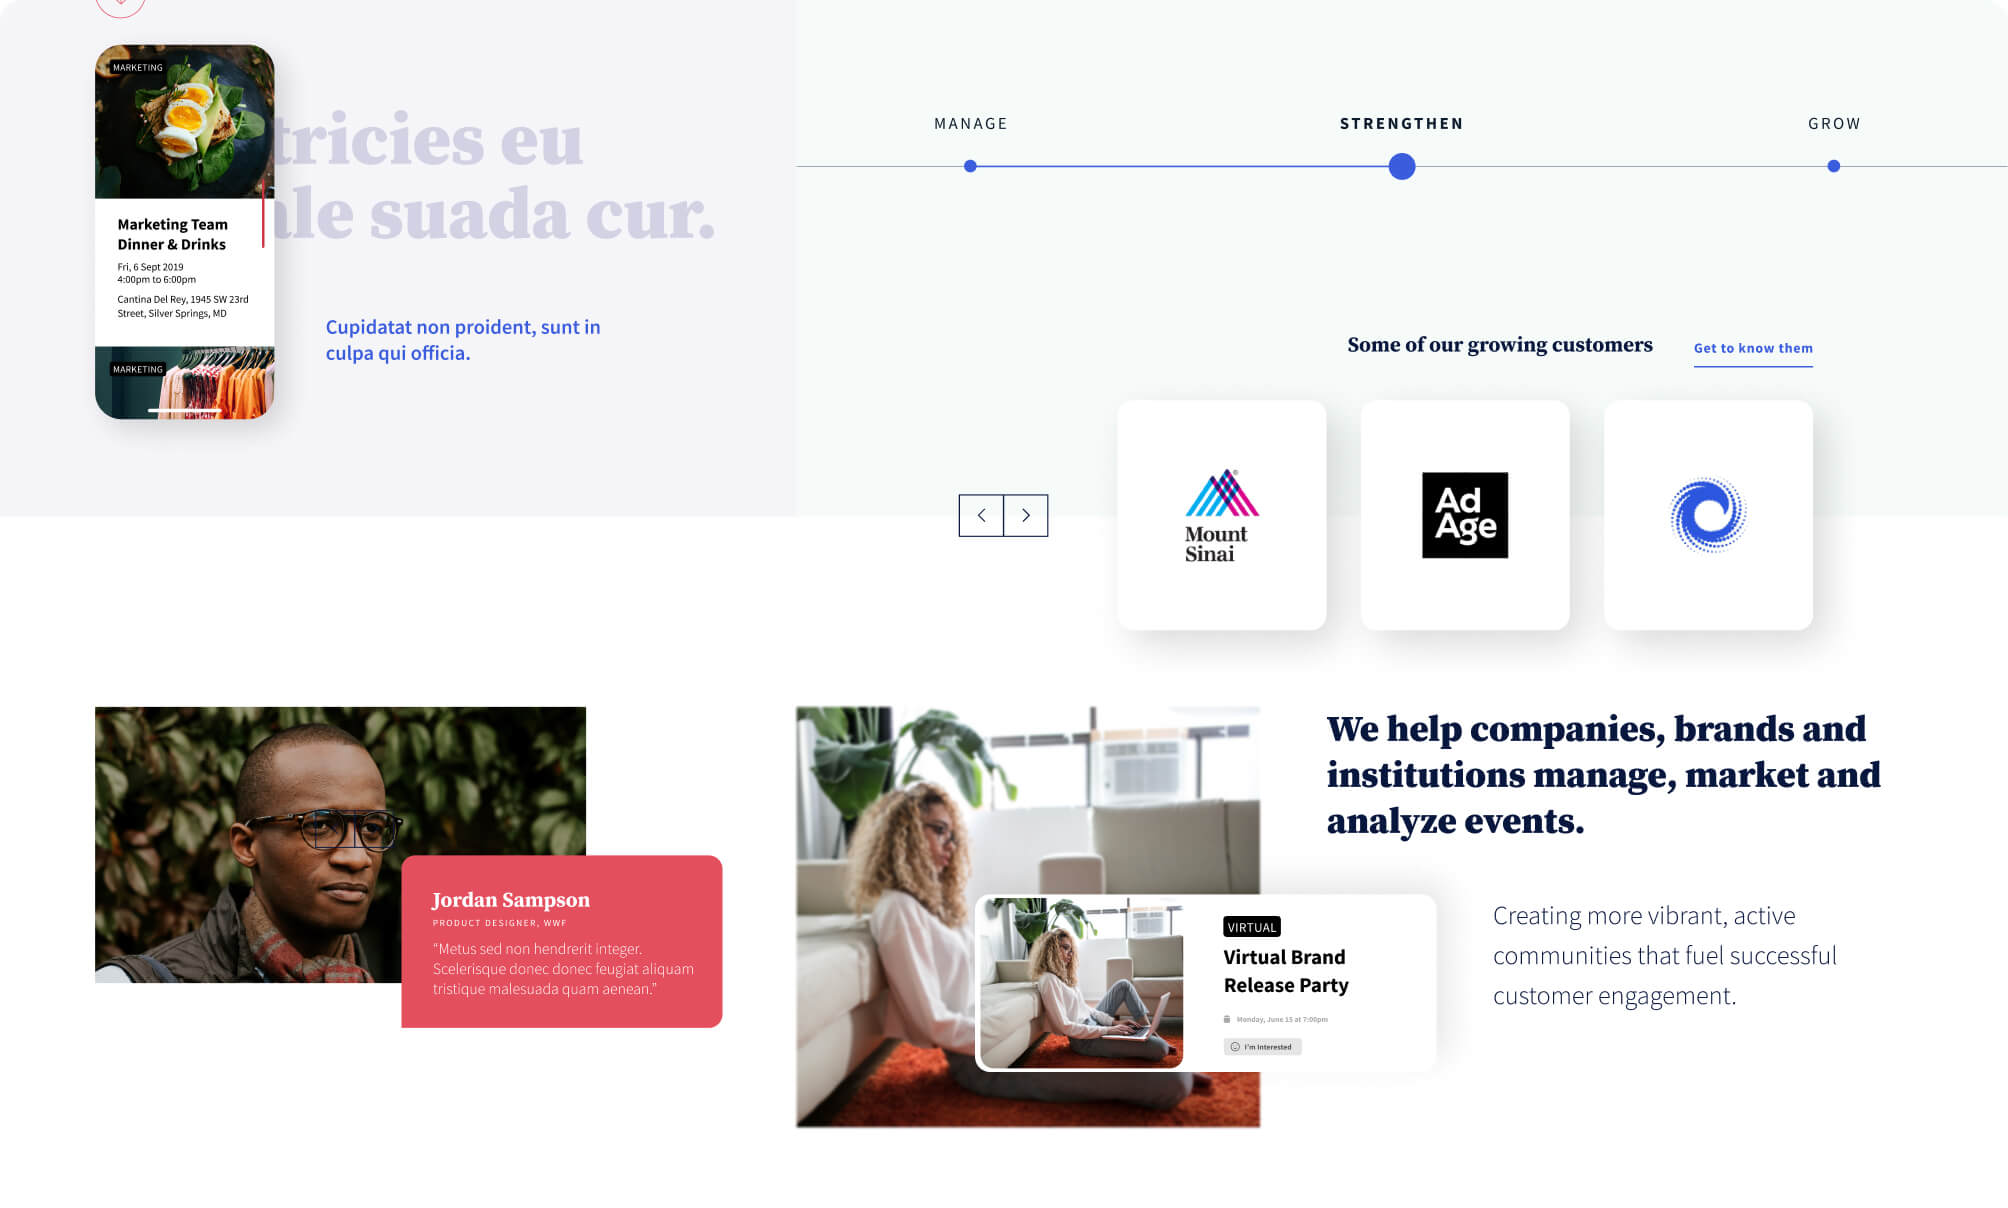 MARKETING
tricies eu
le suada cur.
Marketing Team
Dinner & Drinks
Fri, 6 Sept 2019
4:00pm to 6:00pm
Cantina Del Rey, 1945 SW 23rd
Street, Silver Springs, MD
MARKETING
Cupidatat non proident, sunt in
culpa qui officia.
MANAGE
STRENGTHEN
GROW
Some of our growing customers
Get to know them
Mount
Sinai
Ad
Age
Jordan Sampson
PRODUCT DESIGNER, WWF
“Metus sed non hendrerit integer.
Scelerisque donec donec feugiat aliquam
tristique malesuada quam aenean.”
We help companies, brands and
institutions manage, market and
analyze events.
VIRTUAL
Virtual Brand
Release Party
Monday, June 15 at 7:00pm
I'm Interested
Creating more vibrant, active
communities that fuel successful
customer engagement.